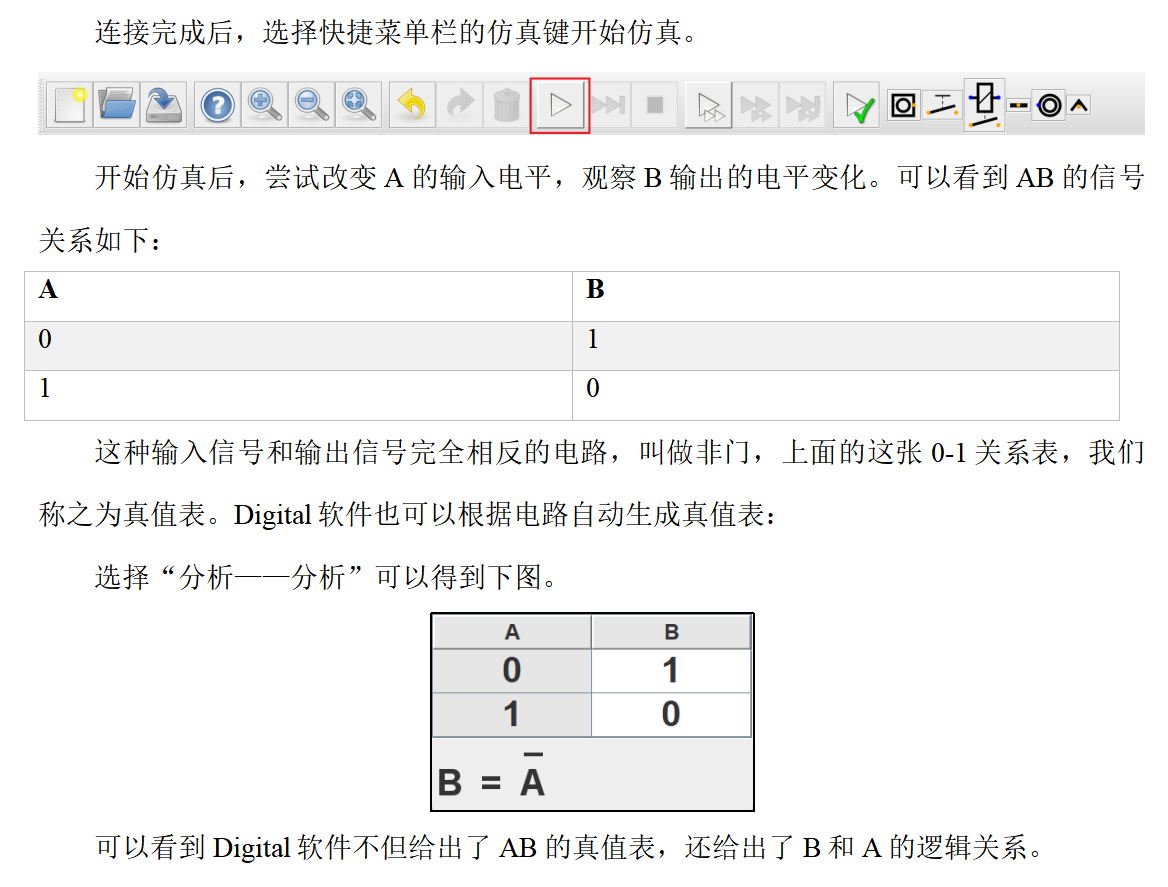 连接完成后，选择快捷菜单栏的仿真键开始仿真。
开始仿真后，尝试改变 A 的输入电平，观察 B 输出的电平变化。可以看到 AB 的信号
关系如下：
A B
0 1
1 0
这种输入信号和输出信号完全相反的电路，叫做非门，上面的这张 0-1 关系表，我们
称之为真值表。Digital 软件也可以根据电路自动生成真值表：
选择“分析——分析”可以得到下图。
A B
0 1
1 0
B = A̅
可以看到 Digital 软件不但给出了 AB 的真值表，还给出了 B 和 A 的逻辑关系。